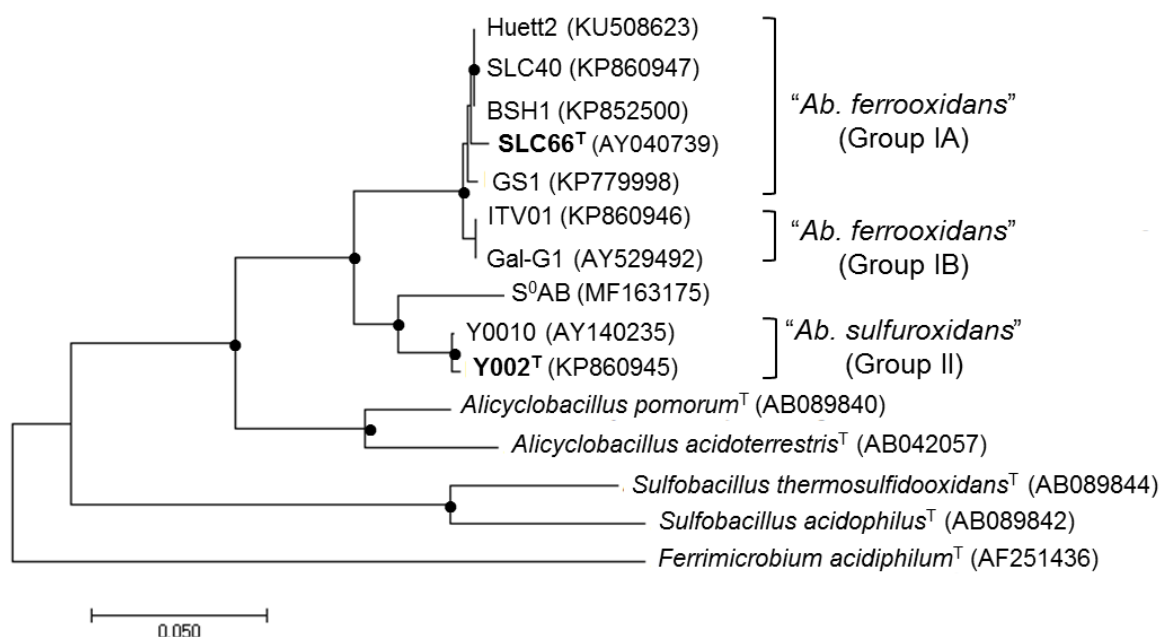 Huett2 (KU508623)
SLC40 (KP860947)
BSH1 (KP852500)
SLC66ᵀ (AY040739)
GS1 (KP779998)
“Ab. ferrooxidans”
(Group IA)
ITV01 (KP860946)
Gal-G1 (AY529492)
“Ab. ferrooxidans”
(Group IB)
S⁰AB (MF163175)
Y0010 (AY140235)
Y002ᵀ (KP860945)
“Ab. sulfuroxidans”
(Group II)
Alicyclobacillus pomorumᵀ (AB089840)
Alicyclobacillus acidoterrestrisᵀ (AB042057)
Sulfobacillus thermosulfidooxidansᵀ (AB089844)
Sulfobacillus acidophilusᵀ (AB089842)
Ferrimicrobium acidiphilumᵀ (AF251436)
0.050